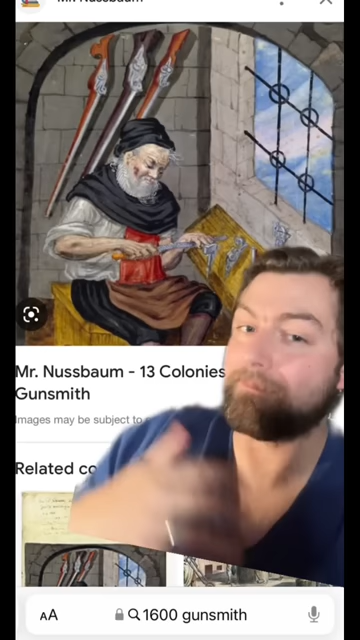 Mr. Nussbaum
Mr. Nussbaum - 13 Colonies
Gunsmith
Images may be subject to
Related co
AA
1600 gunsmith